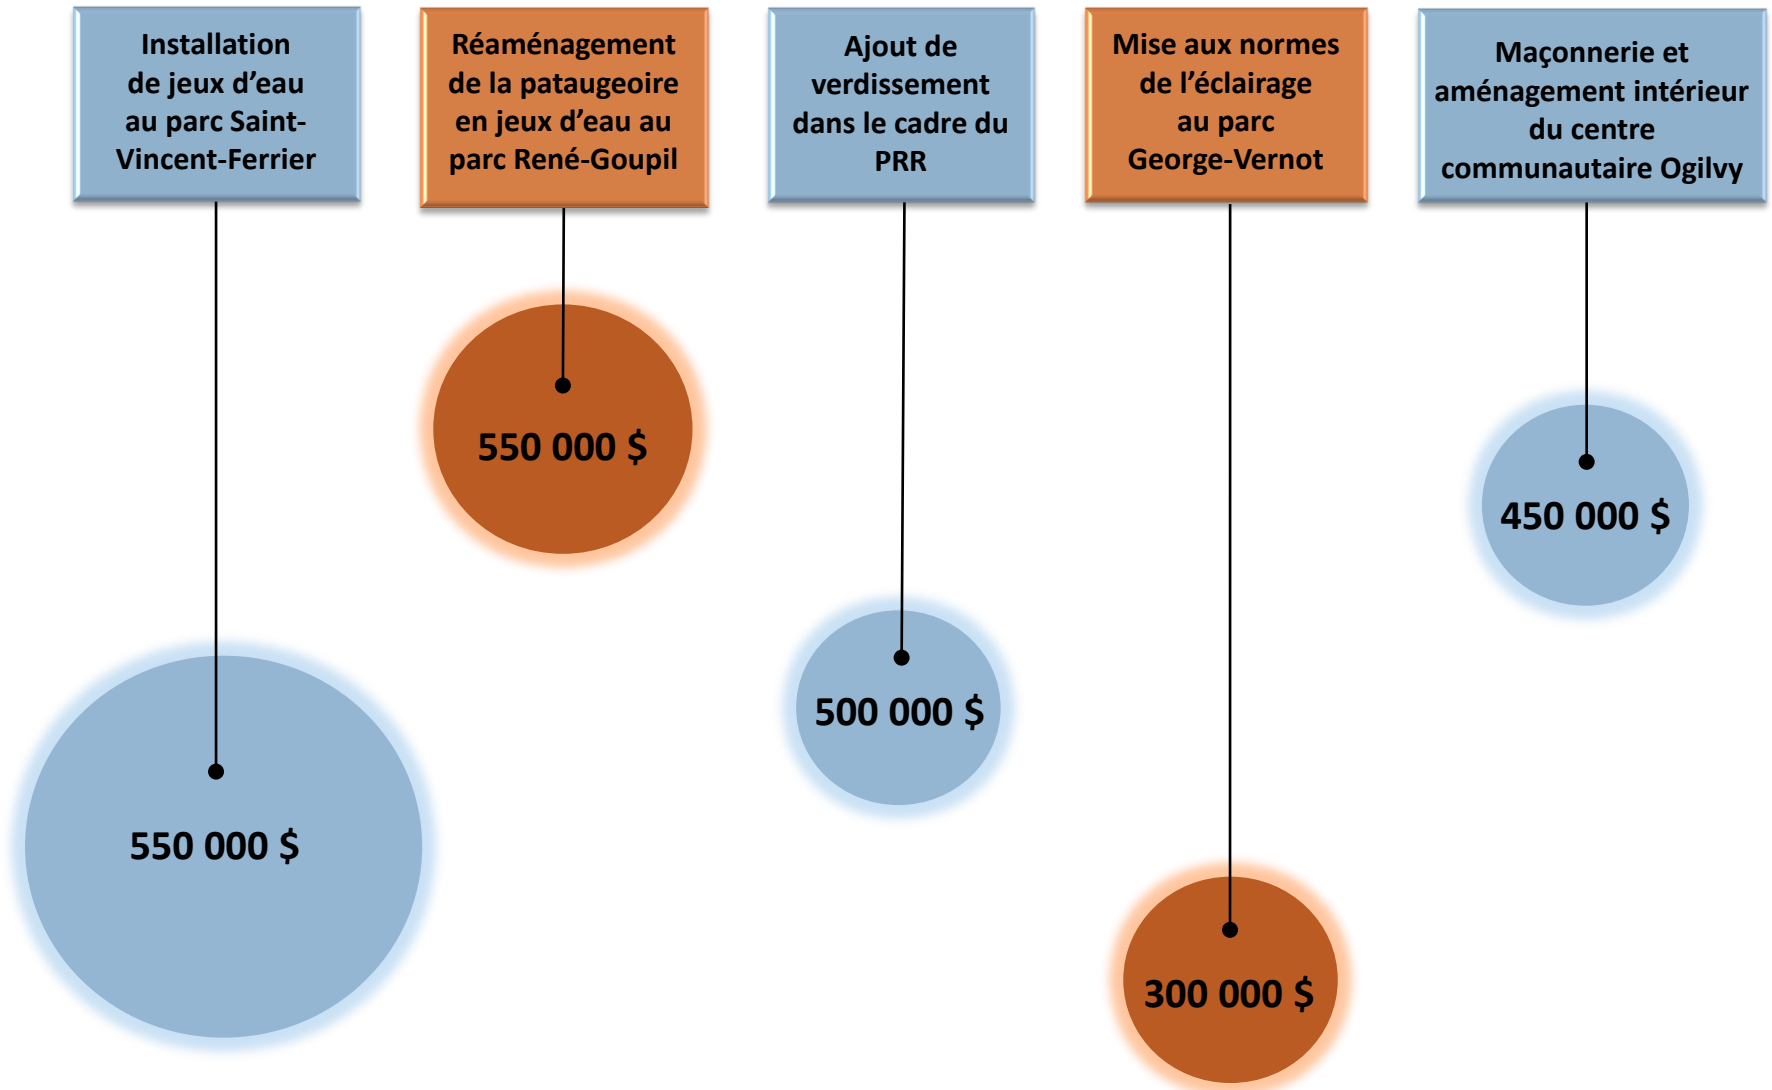 Installation
de jeux d’eau
au parc Saint-
Vincent-Ferrier
Réaménagement
de la pataugeoire
en jeux d’eau au
parc René-Goupil
Ajout de
verdissement
dans le cadre du
PRR
Mise aux normes
de l’éclairage
au parc
George-Vernot
Maçonnerie et
aménagement intérieur
du centre
communautaire Ogilvy
550 000 $
450 000 $
500 000 $
550 000 $
300 000 $